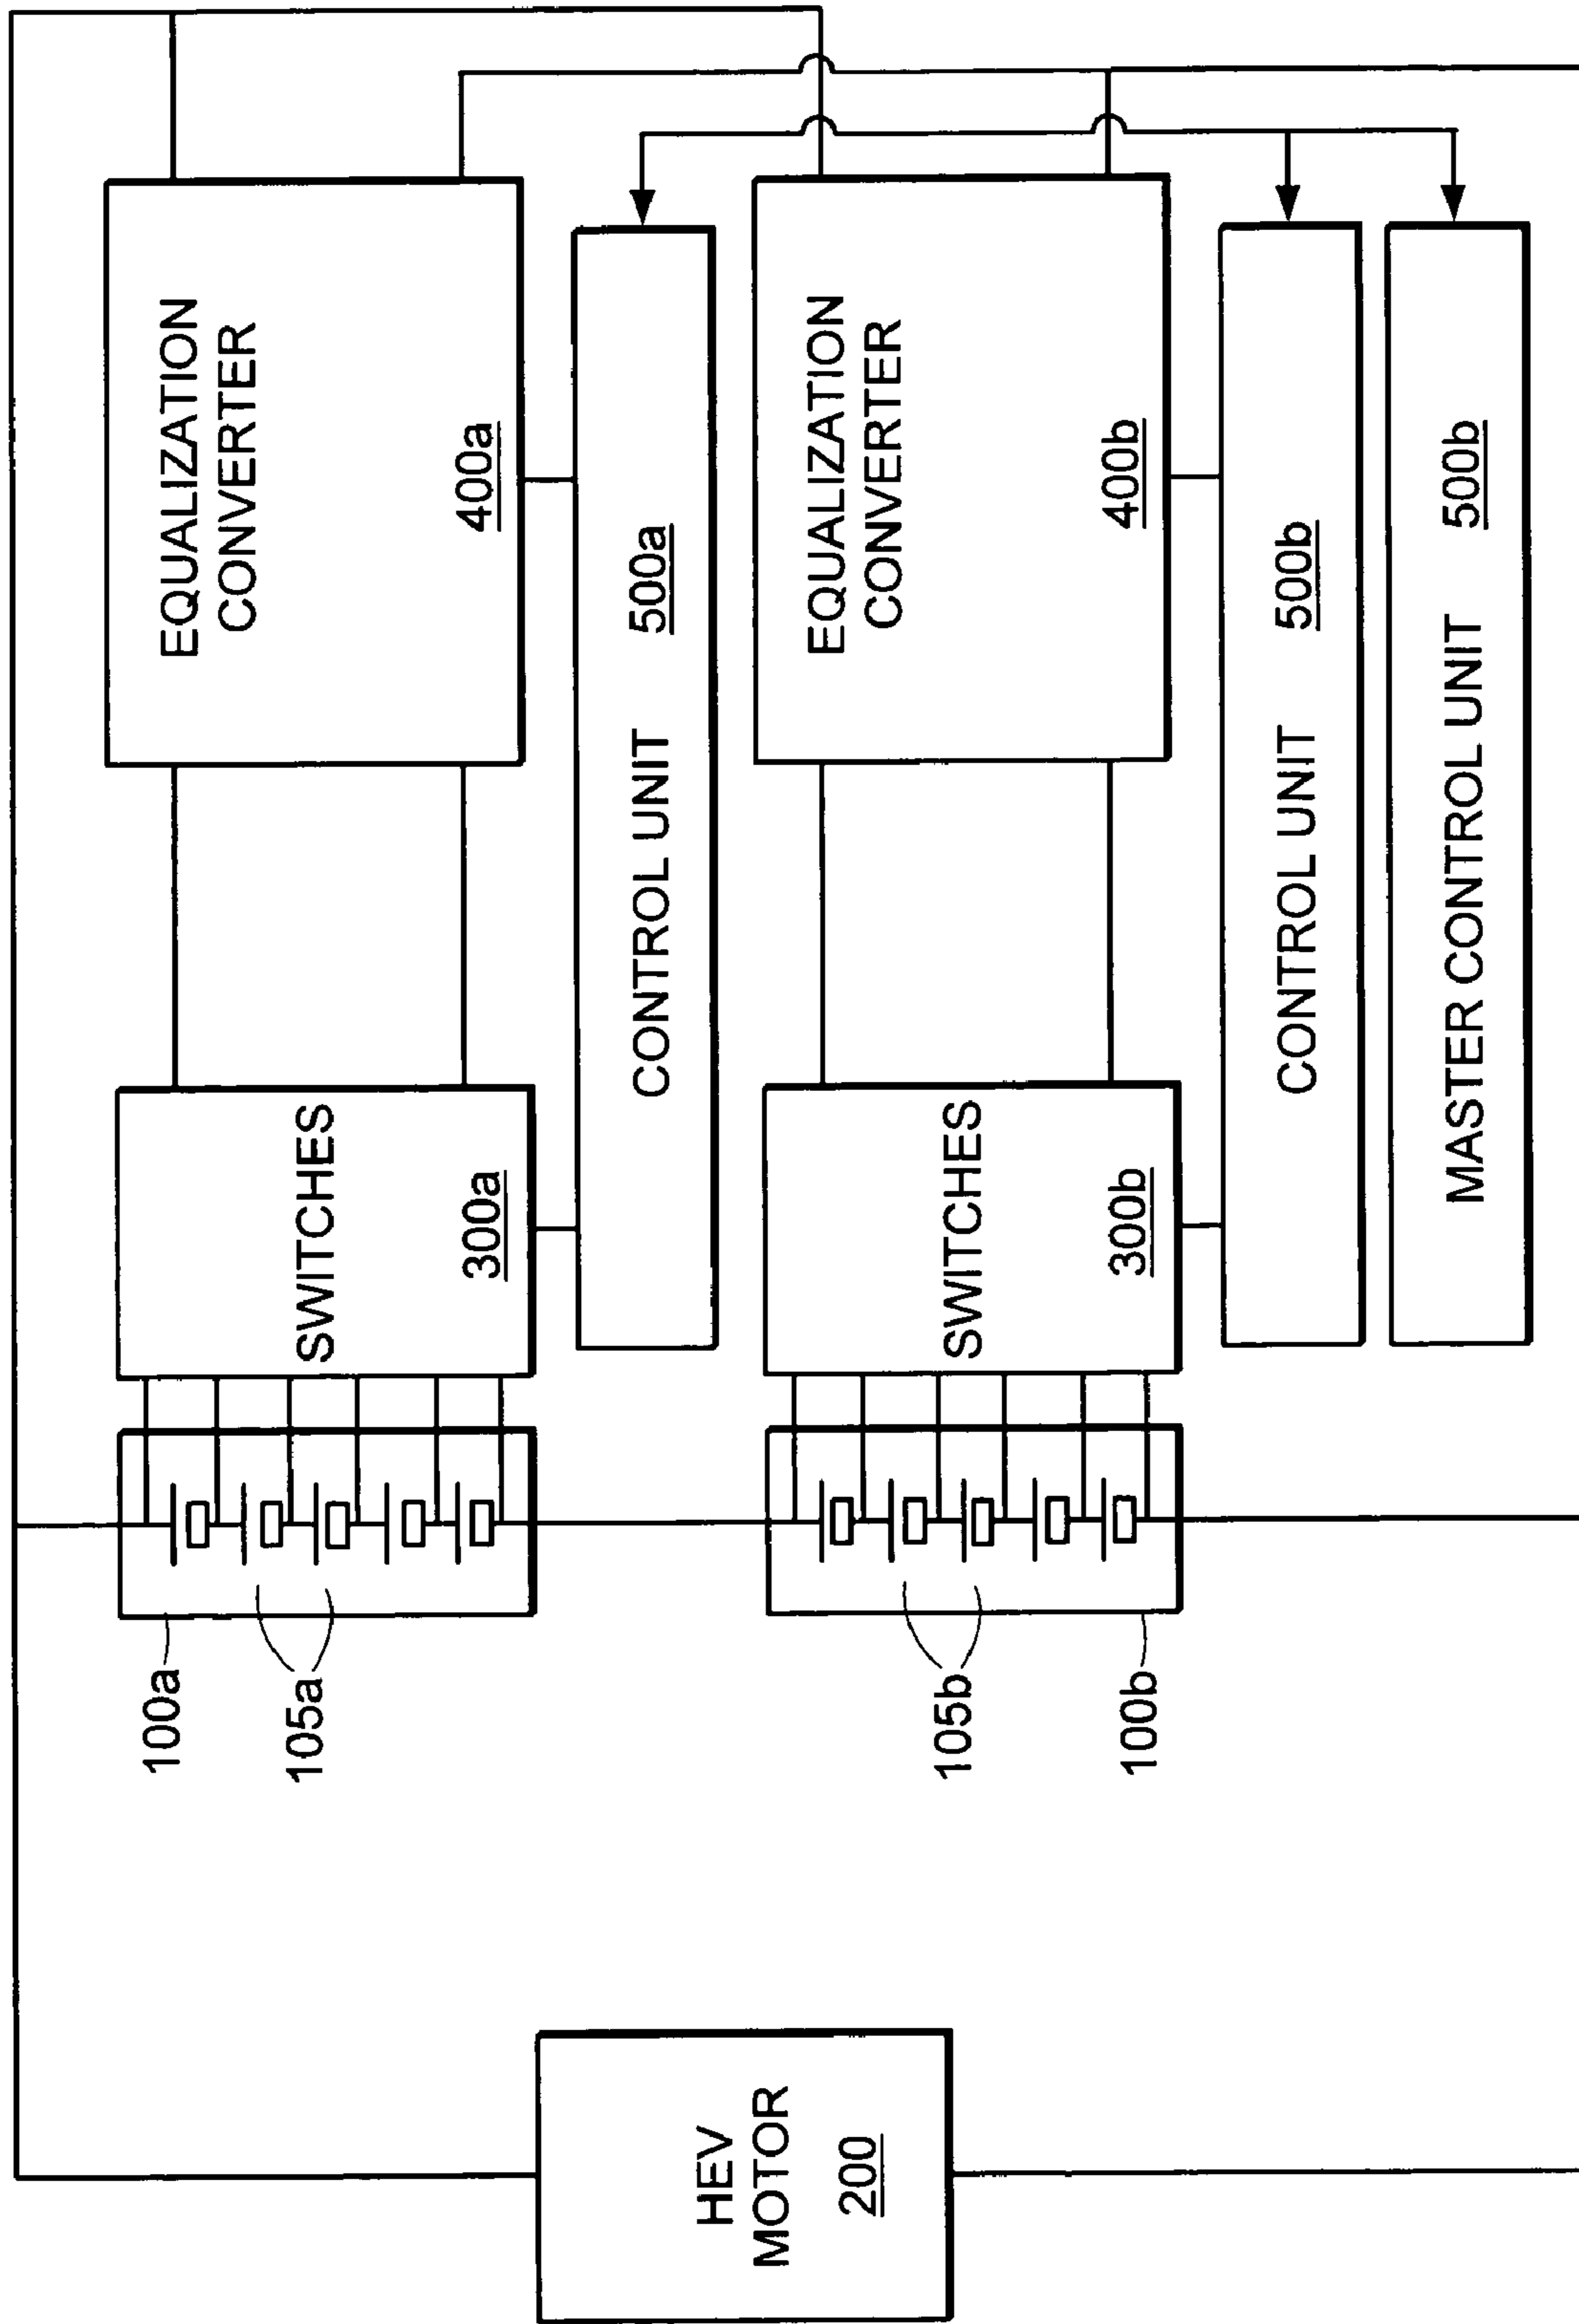 HEV
MOTOR
200
100a
105a
105b
100b
SWITCHES
300a
SWITCHES
300b
EQUALIZATION
CONVERTER
400a
CONTROL UNIT 500a
EQUALIZATION
CONVERTER
400b
CONTROL UNIT 500b
MASTER CONTROL UNIT 500b